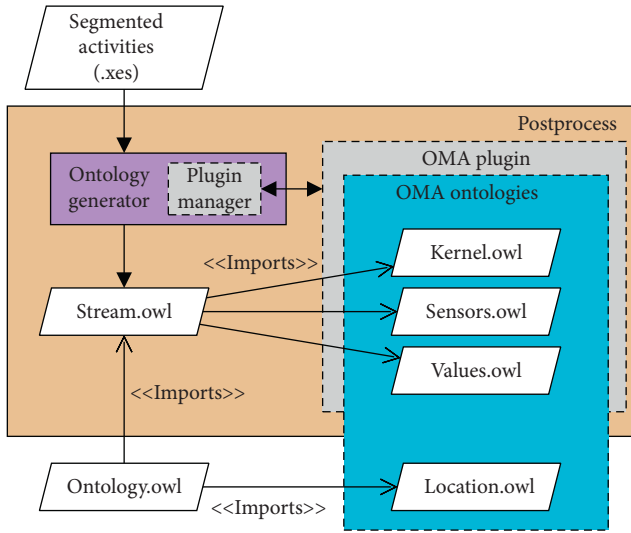 Segmented
activities
(.xes)
Postprocess
OMA plugin
Ontology
generator
Plugin
manager
OMA ontologies
Kernel.owl
<<Imports>>
Stream.owl
Sensors.owl
Values.owl
<<Imports>>
Ontology.owl
Location.owl
<<Imports>>